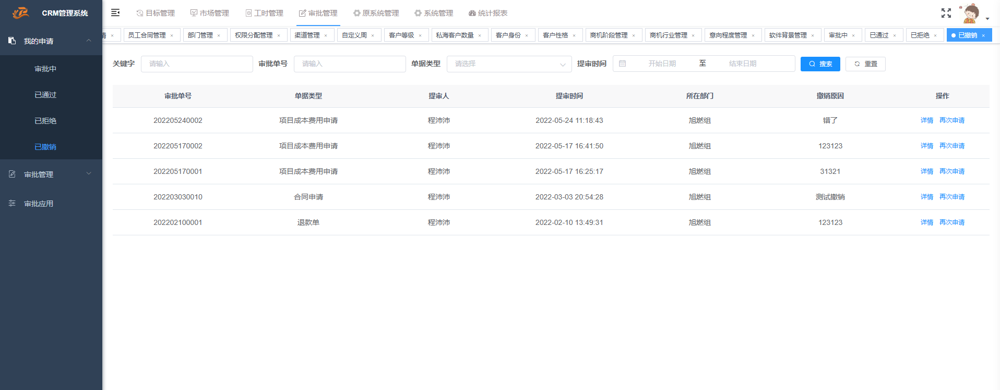 CRM管理系统
目标管理 市场管理 工时管理 审批管理 原系统管理 系统管理 统计报表
请 × 员工合同管理 × 部门管理 × 权限分配管理 × 渠道管理 × 自定义周 × 客户等级 × 私海客户数量 × 客户身份 × 客户性格 × 商机阶段管理 × 商机行业管理 × 意向程度管理 × 软件背景管理 × 审批中 × 已通过 × 已拒绝 × 已撤销 ×
我的申请
审批中
已通过
已拒绝
已撤销
审批管理
审批应用
关键字 请输入 审批单号 请输入 单据类型 请选择 提审时间 开始日期 至 结束日期 搜索 重置
审批单号 单据类型 提审人 提审时间 所在部门 撤销原因 操作
202205240002 项目成本费用申请 程沛沛 2022-05-24 11:18:43 旭燃组 错了 详情 再次申请
202205170002 项目成本费用申请 程沛沛 2022-05-17 16:41:50 旭燃组 123123 详情 再次申请
202205170001 项目成本费用申请 程沛沛 2022-05-17 16:25:17 旭燃组 31321 详情 再次申请
202203030010 合同申请 程沛沛 2022-03-03 20:54:28 旭燃组 测试撤销 详情 再次申请
202202100001 退款单 程沛沛 2022-02-10 13:49:31 旭燃组 123123 详情 再次申请